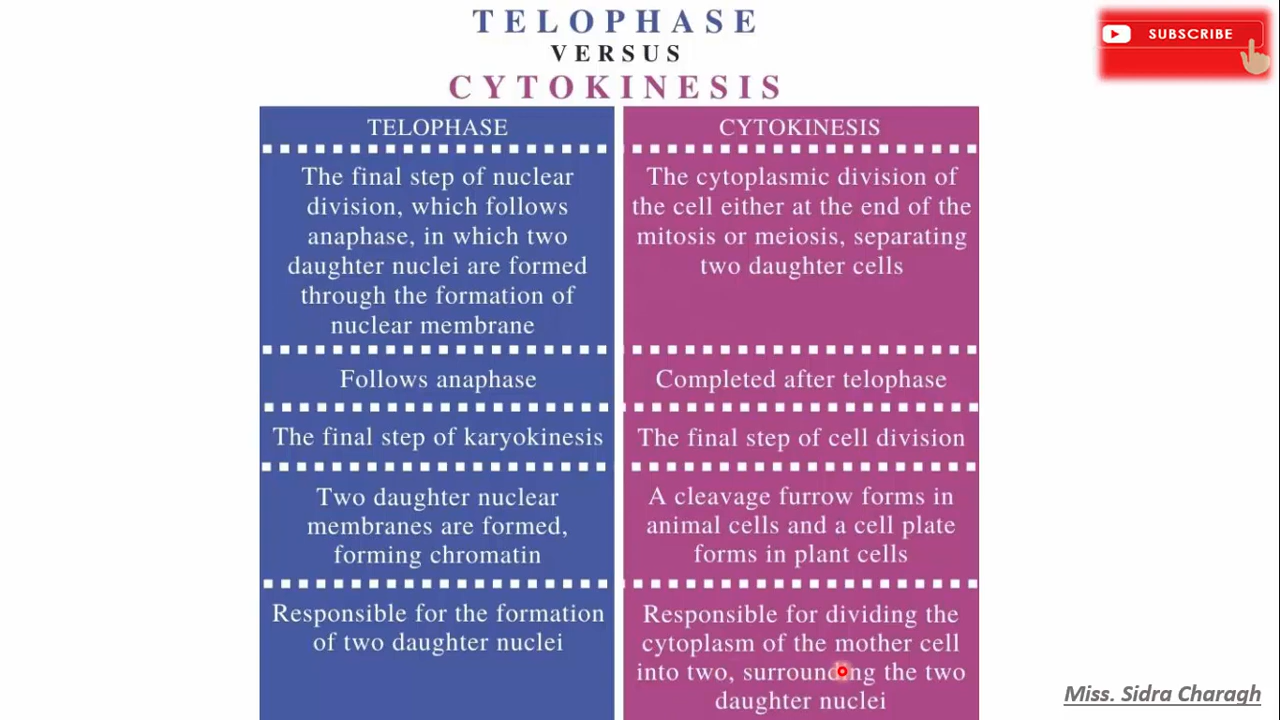 TELOPHASE
VERSUS
CYTOKINESIS
SUBSCRIBE
TELOPHASE
The final step of nuclear
division, which follows
anaphase, in which two
daughter nuclei are formed
through the formation of
nuclear membrane
Follows anaphase
The final step of karyokinesis
Two daughter nuclear
membranes are formed,
forming chromatin
Responsible for the formation
of two daughter nuclei
CYTOKINESIS
The cytoplasmic division of
the cell either at the end of the
mitosis or meiosis, separating
two daughter cells
Completed after telophase
The final step of cell division
A cleavage furrow forms in
animal cells and a cell plate
forms in plant cells
Responsible for dividing the
cytoplasm of the mother cell
into two, surrounding the two
daughter nuclei
Miss. Sidra Charagh